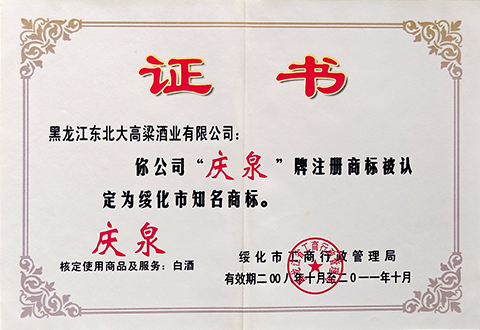 证书
黑龙江东北大高粱酒业有限公司:
你公司“庆泉”牌注册商标被认
定为绥化市知名商标。
庆泉
核定使用商品及服务: 白酒
绥化市工商行政管理局
有效期二00八年十月至二0一一年十月